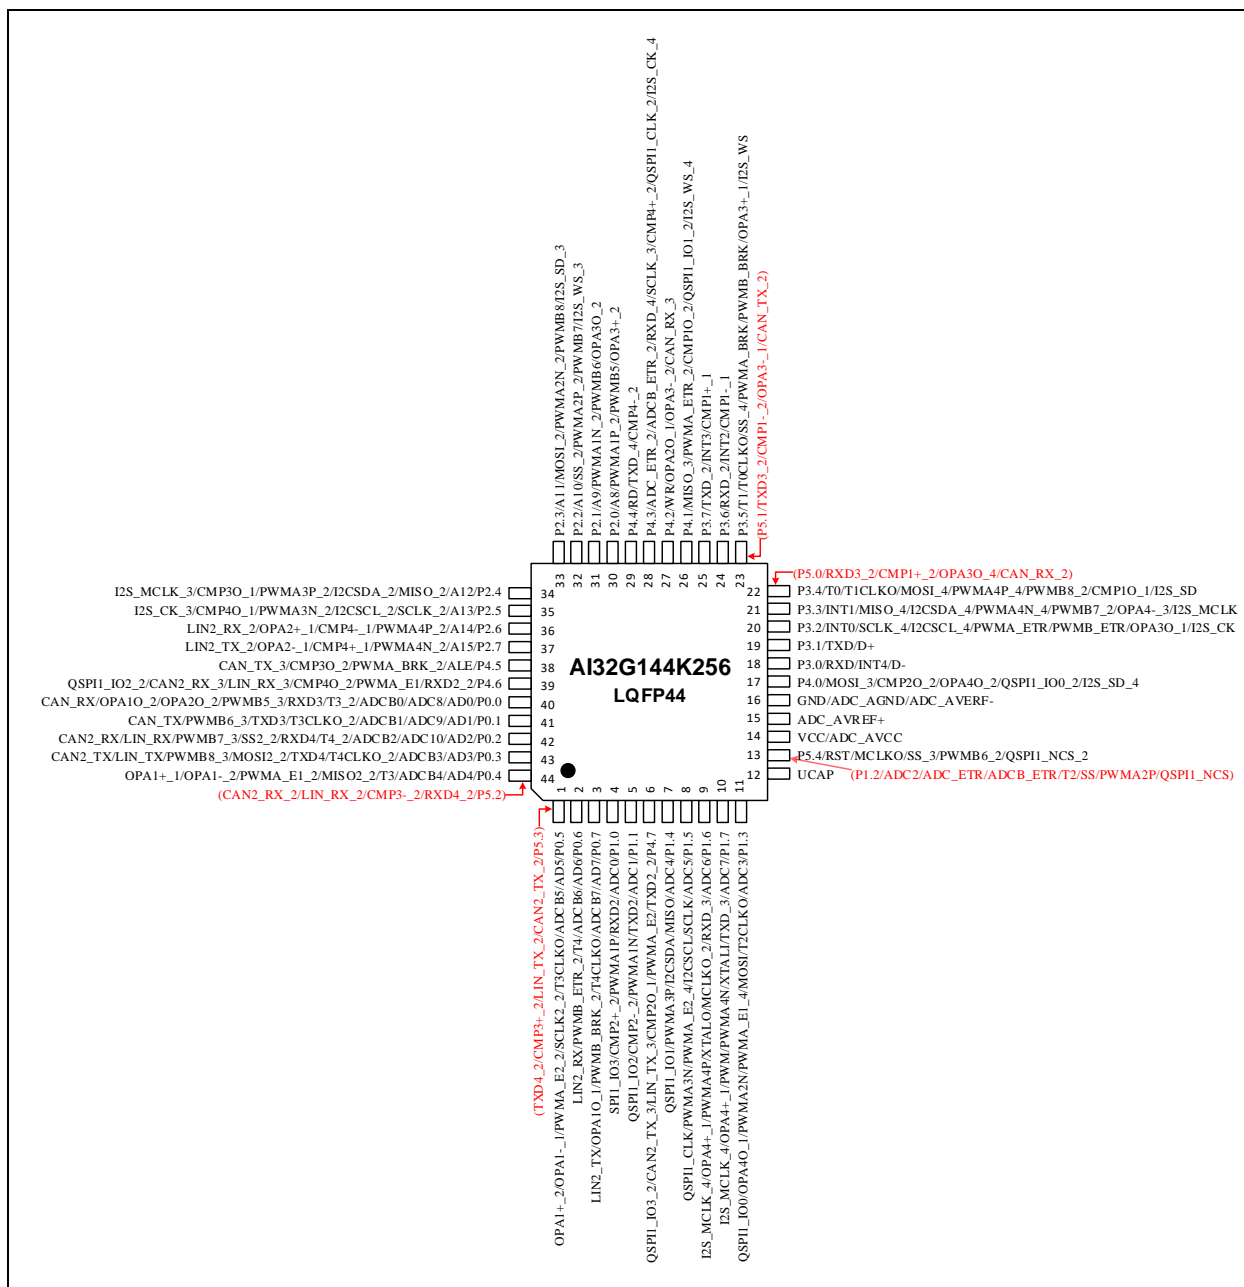 P2.3/A11/MOSI_2/PWMA2N_2/PWMB8/I2S_SD_3
P2.2/A10/SS_2/PWMA2P_2/PWMB7/I2S_WS_3
P2.1/A9/PWMA1N_2/PWMB6/OPA3O_2
P2.0/A8/PWMA1P_2/PWMB5/OPA3+_2
P4.4/RD/TXD_4/CMP4-_2
P4.3/ADC_ETR_2/ADCB_ETR_2/RXD_4/SCLK_3/CMP4+_2/QSPI1_CLK_2/I2S_CK_4
P4.2/WR/OPA2O_1/OPA3-_2/CAN_RX_3
P4.1/MISO_3/PWMA_ETR_2/CMP1O_2/QSPI1_IO1_2/I2S_WS_4
P3.7/TXD_2/INT3/CMP1+_1
P3.6/RXD_2/INT2/CMP1-_1
P3.5/T1/T0CLKO/SS_4/PWMA_BRK/PWMB_BRK/OPA3+_1/I2S_WS
(P5.1/TXD3_2/CMP1-_2/OPA3-_1/CAN_TX_2)
33 32 31 30 29 28 27 26 25 24 23
(P5.0/RXD3_2/CMP1+_2/OPA3O_4/CAN_RX_2)
I2S_MCLK_3/CMP3O_1/PWMA3P_2/I2CSDA_2/MISO_2/A12/P2.4 34
22 P3.4/T0/T1CLKO/MOSI_4/PWMA4P_4/PWMB8_2/CMP1O_1/I2S_SD
I2S_CK_3/CMP4O_1/PWMA3N_2/I2CSCL_2/SCLK_2/A13/P2.5 35
21 P3.3/INT1/MISO_4/I2CSDA_4/PWMA4N_4/PWMB7_2/OPA4-_3/I2S_MCLK
LIN2_RX_2/OPA2+_1/CMP4-_1/PWMA4P_2/A14/P2.6 36
20 P3.2/INT0/SCLK_4/I2CSCL_4/PWMA_ETR/PWMB_ETR/OPA3O_1/I2S_CK
LIN2_TX_2/OPA2-_1/CMP4+_1/PWMA4N_2/A15/P2.7 37
19 P3.1/TXD/D+
CAN_TX_3/CMP3O_2/PWMA_BRK_2/ALE/P4.5 38
18 P3.0/RXD/INT4/D-
QSPI1_IO2_2/CAN2_RX_3/LIN_RX_3/CMP4O_2/PWMA_E1/RXD2_2/P4.6 39
17 P4.0/MOSI_3/CMP2O_2/OPA4O_2/QSPI1_IO0_2/I2S_SD_4
CAN_RX/OPA1O_2/OPA2O_2/PWMB5_3/RXD3/T3_2/ADCB0/ADC8/AD0/P0.0 40
16 GND/ADC_AGND/ADC_AVERF-
CAN_TX/PWMB6_3/TXD3/T3CLKO_2/ADCB1/ADC9/AD1/P0.1 41
15 ADC_AVREF+
CAN2_RX/LIN_RX/PWMB7_3/SS2_2/RXD4/T4_2/ADCB2/ADC10/AD2/P0.2 42
14 VCC/ADC_AVCC
CAN2_TX/LIN_TX/PWMB8_3/MOSI2_2/TXD4/T4CLKO_2/ADCB3/AD3/P0.3 43
13 P5.4/RST/MCLKO/SS_3/PWMB6_2/QSPI1_NCS_2
OPA1+_1/OPA1-_2/PWMA_E1_2/MISO2_2/T3/ADCB4/AD4/P0.4 44
12 UCAP
(P1.2/ADC2/ADC_ETR/ADCB_ETR/T2/SS/PWMA2P/QSPI1_NCS)
(CAN2_RX_2/LIN_RX_2/CMP3-_2/RXD4_2/P5.2)
AI32G144K256
LQFP44
1 2 3 4 5 6 7 8 9 10 11
(TXD4_2/CMP3+_2/LIN_TX_2/CAN2_TX_2/P5.3)
OPA1+_2/OPA1-_1/PWMA_E2_2/SCLK2_2/T3CLKO/ADCB5/AD5/P0.5
LIN2_RX/PWMB_ETR_2/T4/ADCB6/AD6/P0.6
LIN2_TX/OPA1O_1/PWMB_BRK_2/T4CLKO/ADCB7/AD7/P0.7
SPI1_IO3/CMP2+_2/PWMA1P/RXD2/ADC0/P1.0
QSPI1_IO2/CMP2-_2/PWMA1N/TXD2/ADC1/P1.1
QSPI1_IO3_2/CAN2_TX_3/LIN_TX_3/CMP2O_1/PWMA_E2/TXD2_2/P4.7
QSPI1_IO1/PWMA3P/I2CSDA/MISO/ADC4/P1.4
QSPI1_CLK/PWMA3N/PWMA_E2_4/I2CSCL/SCLK/ADC5/P1.5
I2S_MCLK_4/OPA4+_1/PWMA4P/XTALO/MCLKO_2/RXD_3/ADC6/P1.6
I2S_MCLK_4/OPA4+_1/PWM/PWMA4N/XTALI/TXD_3/ADC7/P1.7
QSPI1_IO0/OPA4O_1/PWMA2N/PWMA_E1_4/MOSI/T2CLKO/ADC3/P1.3